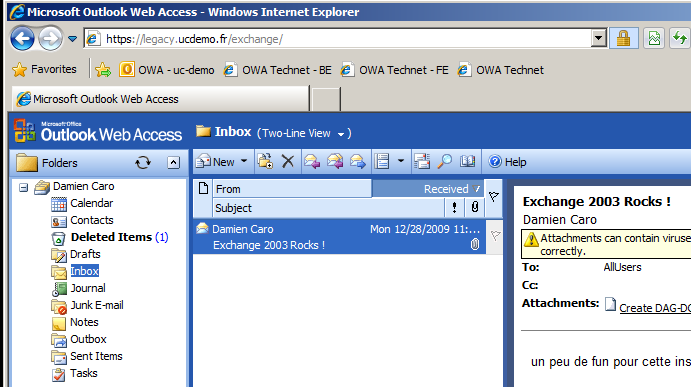 Microsoft Outlook Web Access - Windows Internet Explorer
https://legacy.ucdemo.fr/exchange/
Favorites OWA - uc-demo OWA Technet - BE OWA Technet - FE OWA Technet
Microsoft Outlook Web Access
Microsoft Office
Outlook Web Access
Inbox (Two-Line View)
Folders
New
Help
Damien Caro
Calendar
Contacts
Deleted Items (1)
Drafts
Inbox
Journal
Junk E-mail
Notes
Outbox
Sent Items
Tasks
From Received
Subject
Damien Caro Mon 12/28/2009 11:...
Exchange 2003 Rocks !
Exchange 2003 Rocks !
Damien Caro
Attachments can contain viruse
correctly.
To: AllUsers
Cc:
Attachments: Create DAG-DC
un peu de fun pour cette ins